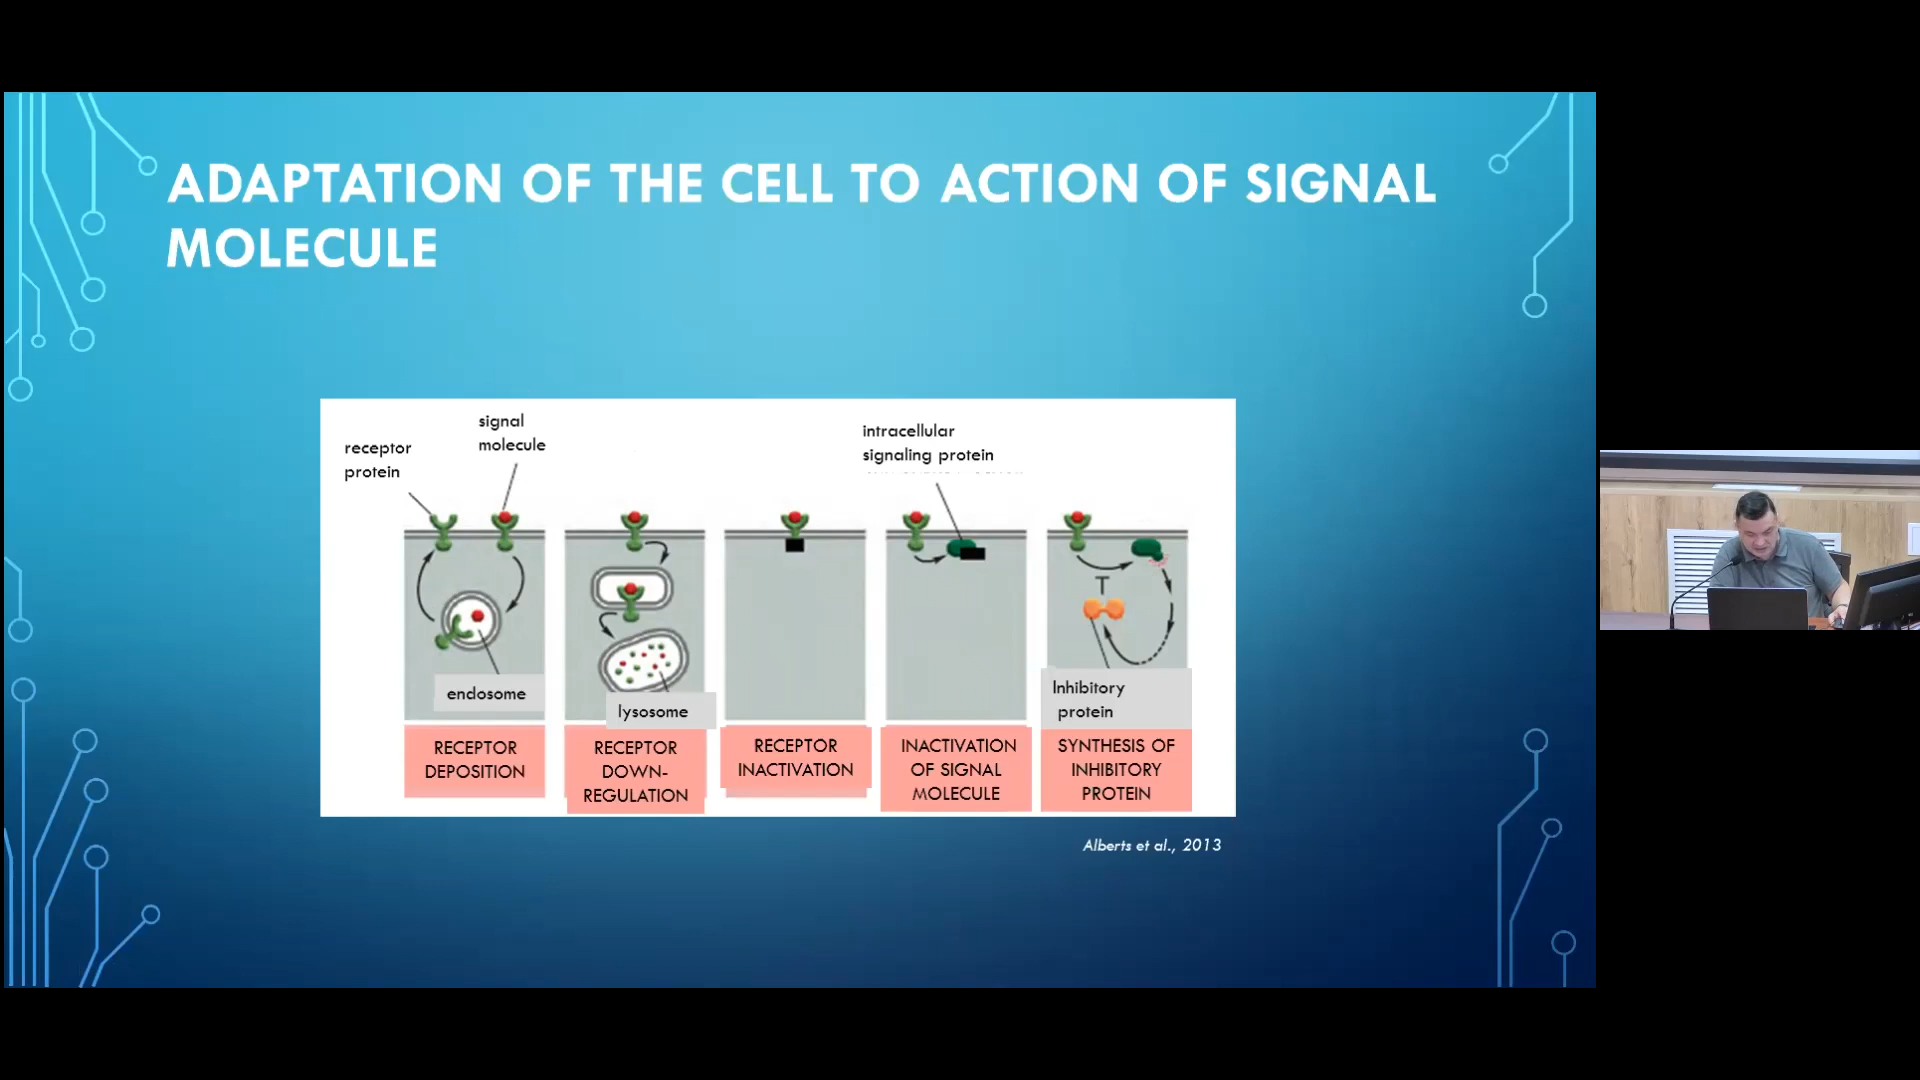 ADAPTATION OF THE CELL TO ACTION OF SIGNAL
MOLECULE
receptor
protein
signal
molecule
intracellular
signaling protein
endosome
lysosome
Inhibitory
protein
RECEPTOR
DEPOSITION
RECEPTOR
DOWN-
REGULATION
RECEPTOR
INACTIVATION
INACTIVATION
OF SIGNAL
MOLECULE
SYNTHESIS OF
INHIBITORY
PROTEIN
Alberts et al., 2013